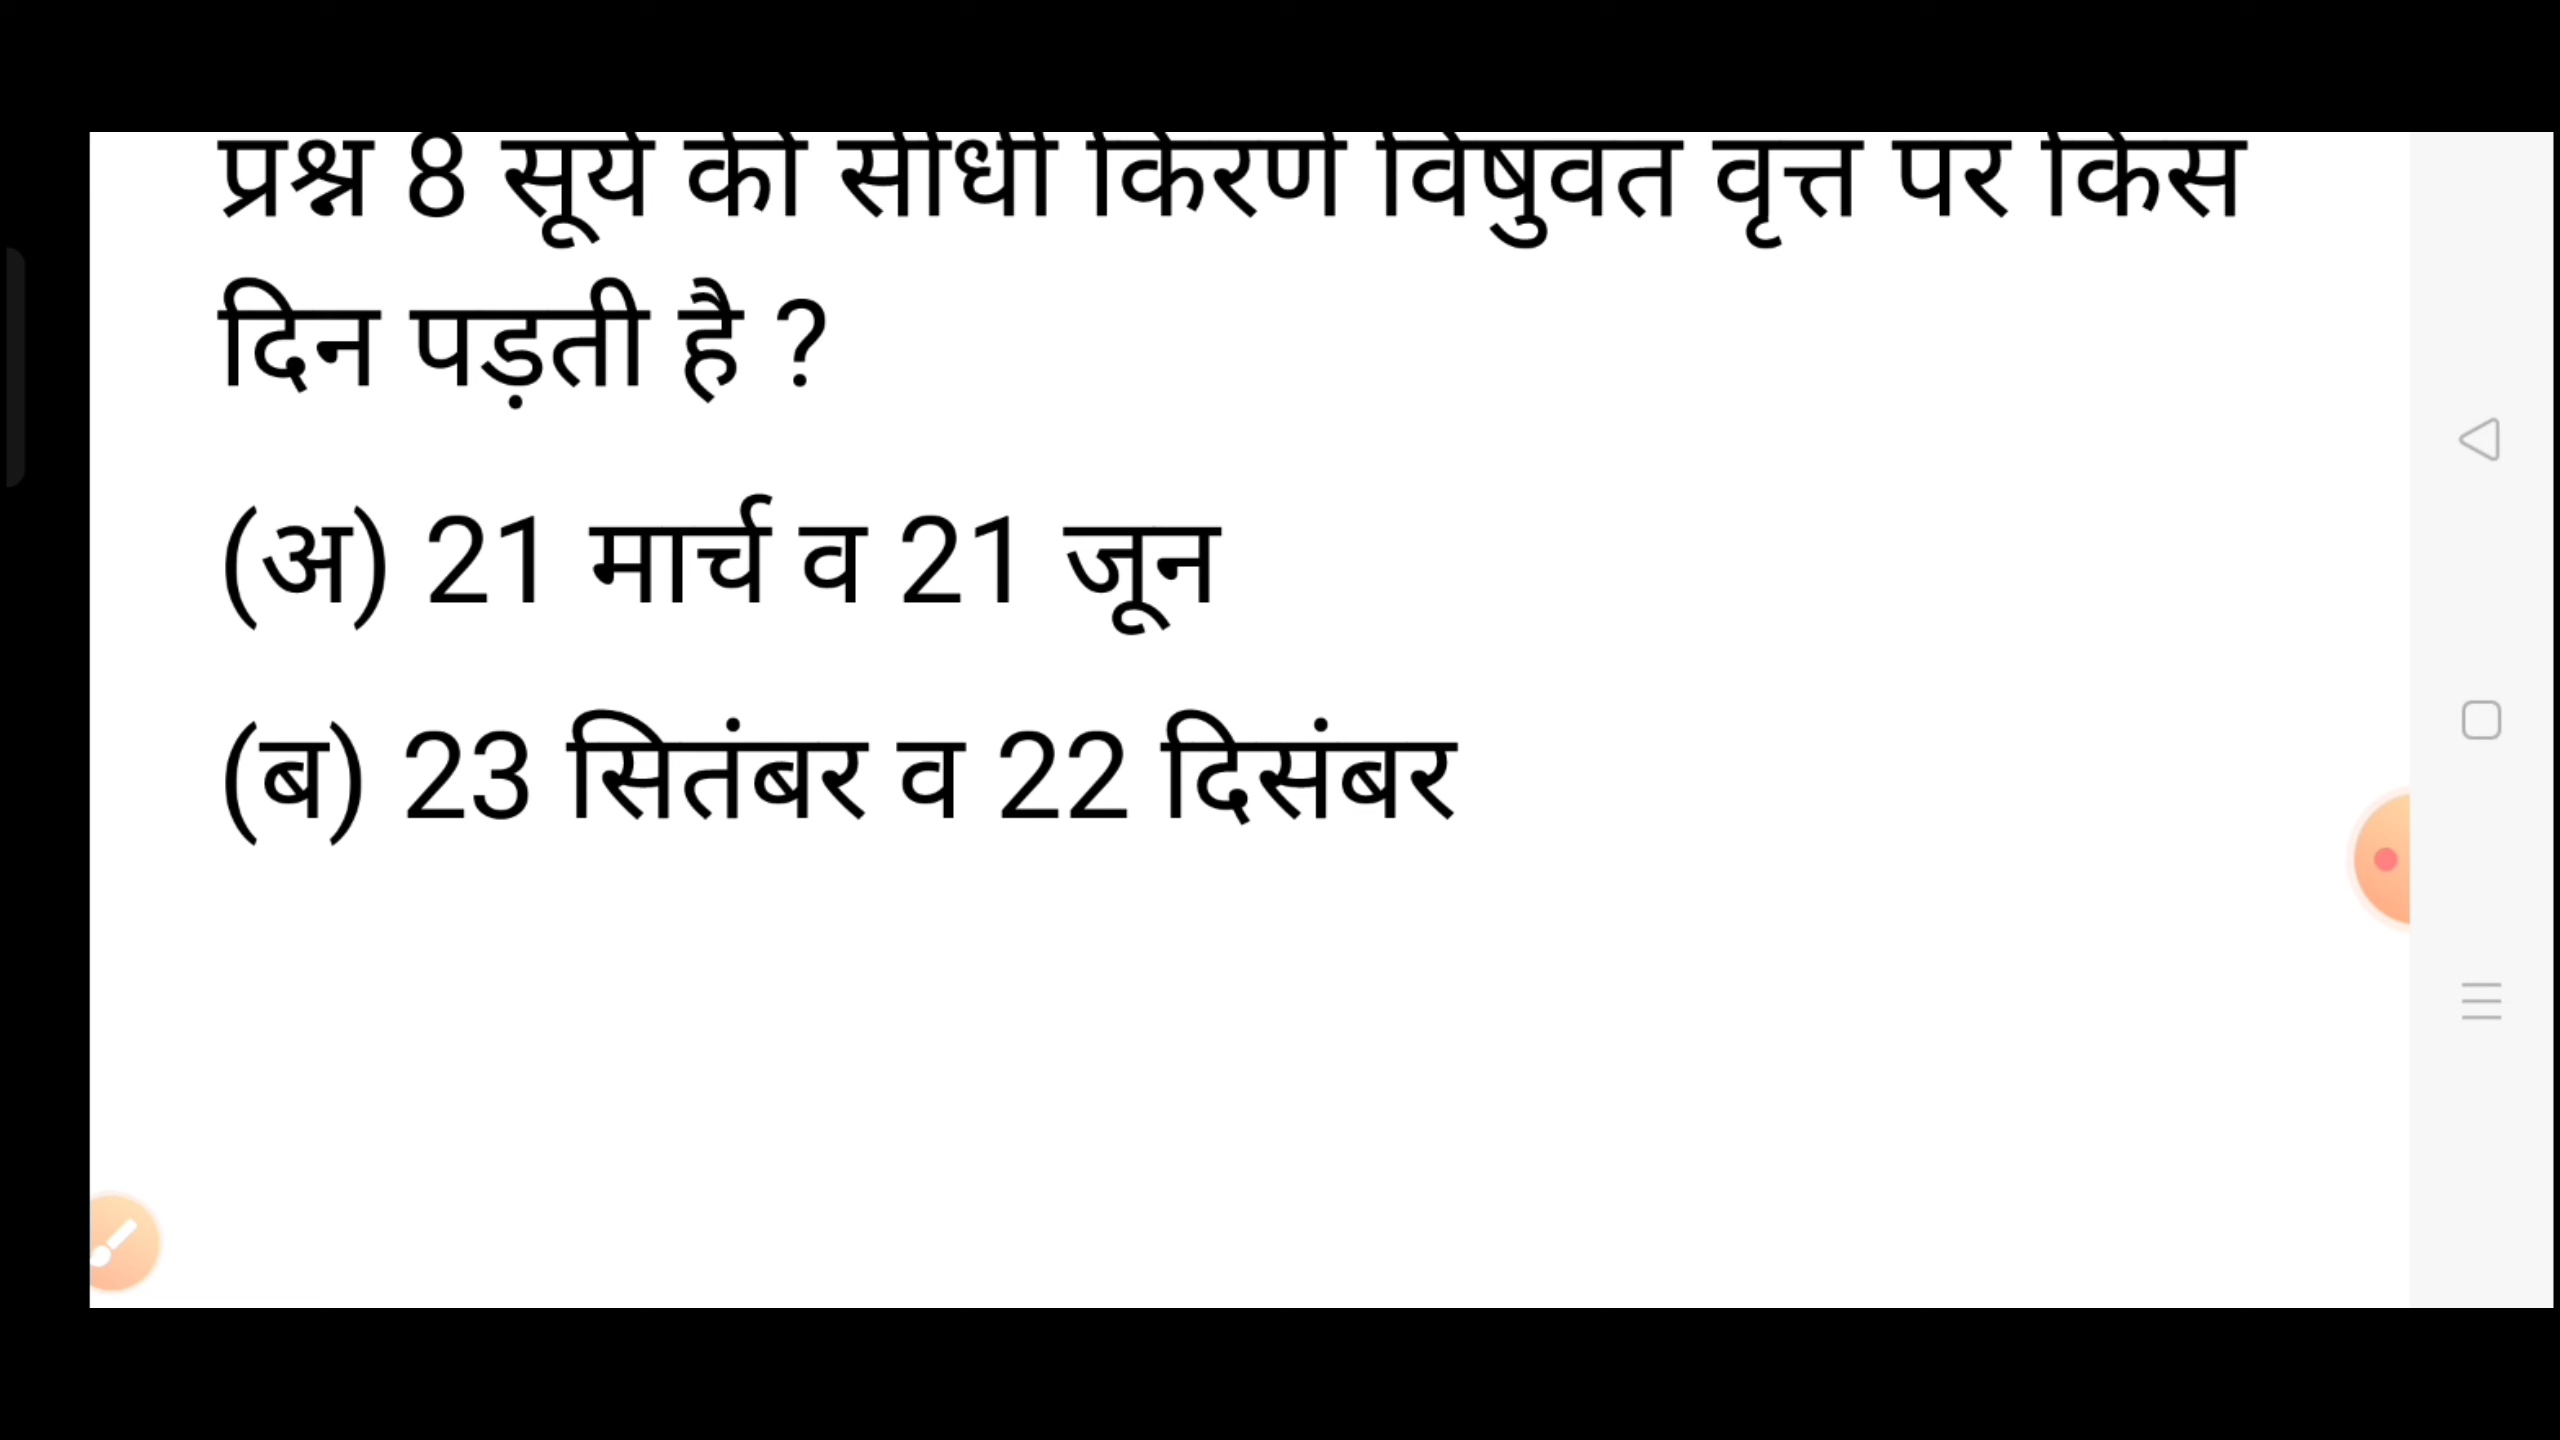 प्रश्न 8 सूर्य की सीधी किरणें विषुवत वृत्त पर किस
दिन पड़ती है ?
(अ) 21 मार्च व 21 जून
(ब) 23 सितंबर व 22 दिसंबर